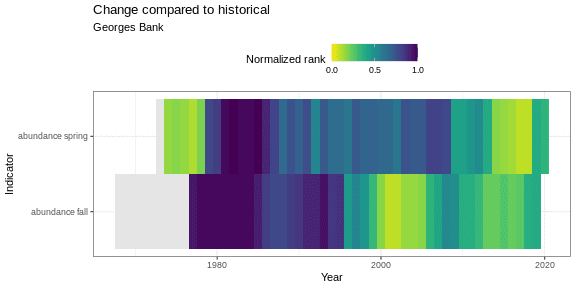 Change compared to historical
Georges Bank
Normalized rank
0.0 0.5 1.0
Indicator
abundance spring
abundance fall
1980 2000 2020
Year